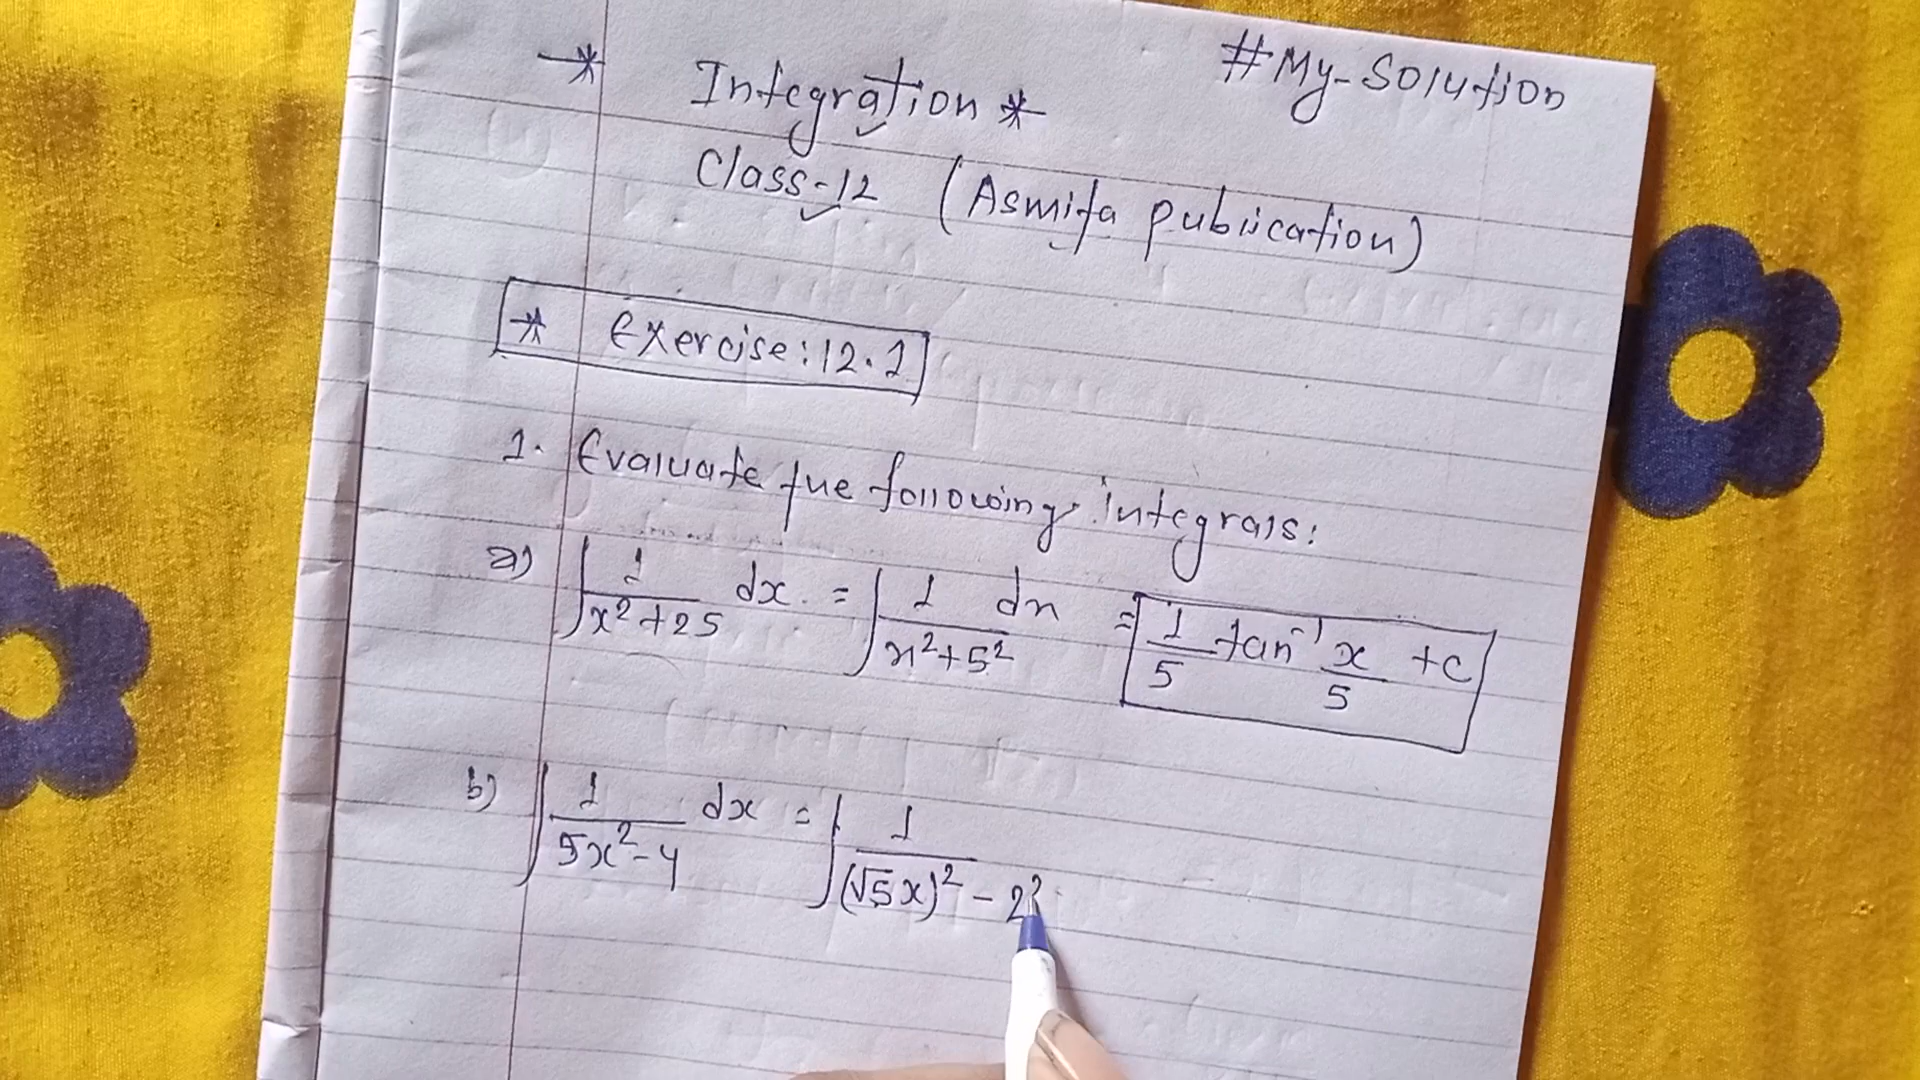 * Integration *
#My-Solution
Class-12 (Asmita publication)
* Exercise: 12.1
1. Evaluate the following integrals:
a) ∫ 1/(x²+25) dx = ∫ 1/(x²+5²) dx = 1/5 tan⁻¹ x/5 + c
b) ∫ 1/(5x²-4) dx = ∫ 1/((√5x)² - 2²